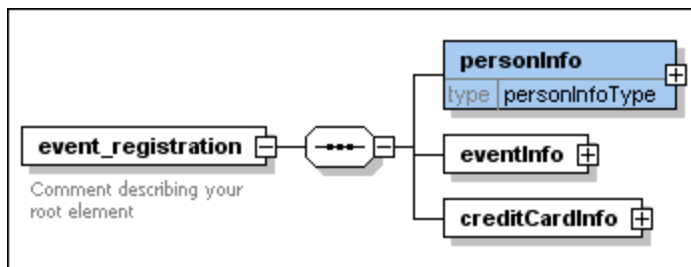 personInfo
type personInfoType
event_registration
eventInfo
Comment describing your
root element
creditCardInfo